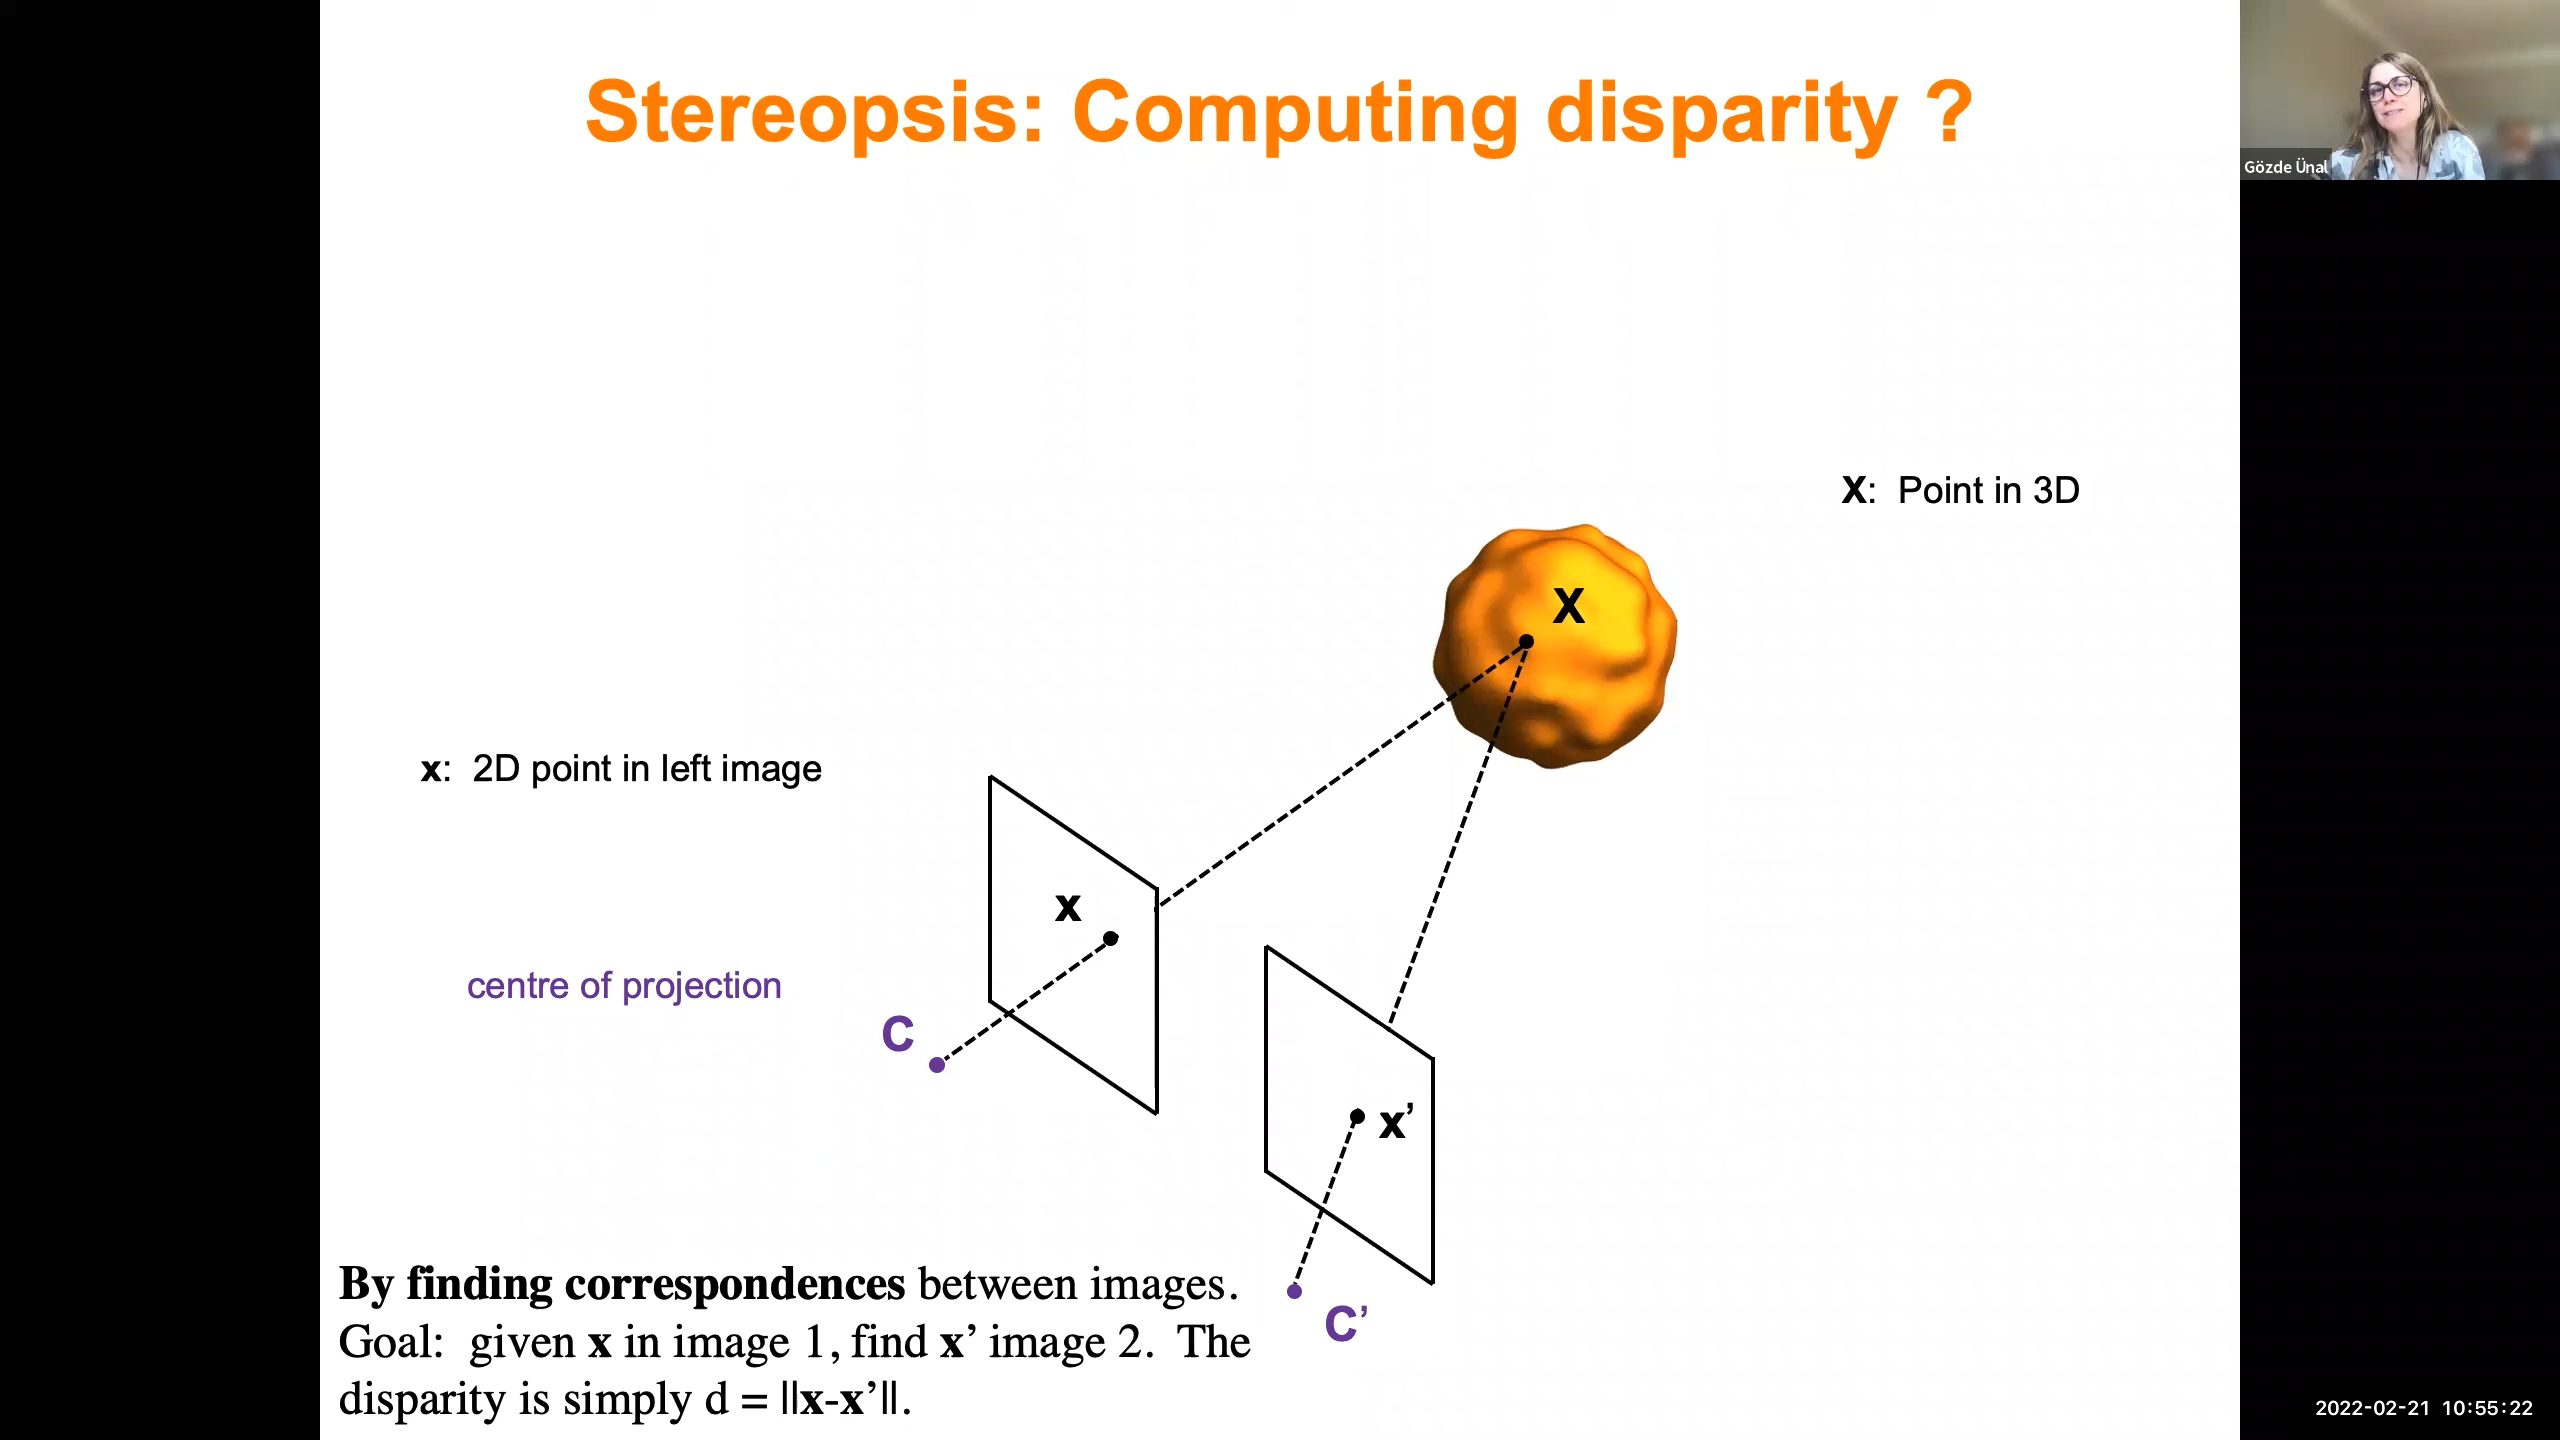 Stereopsis: Computing disparity ?
Gözde Ünal
X: Point in 3D
X
x: 2D point in left image
x
centre of projection
C
x’
By finding correspondences between images.
Goal: given x in image 1, find x’ image 2. The
disparity is simply d = ||x-x’||.
C’
2022-02-21 10:55:22